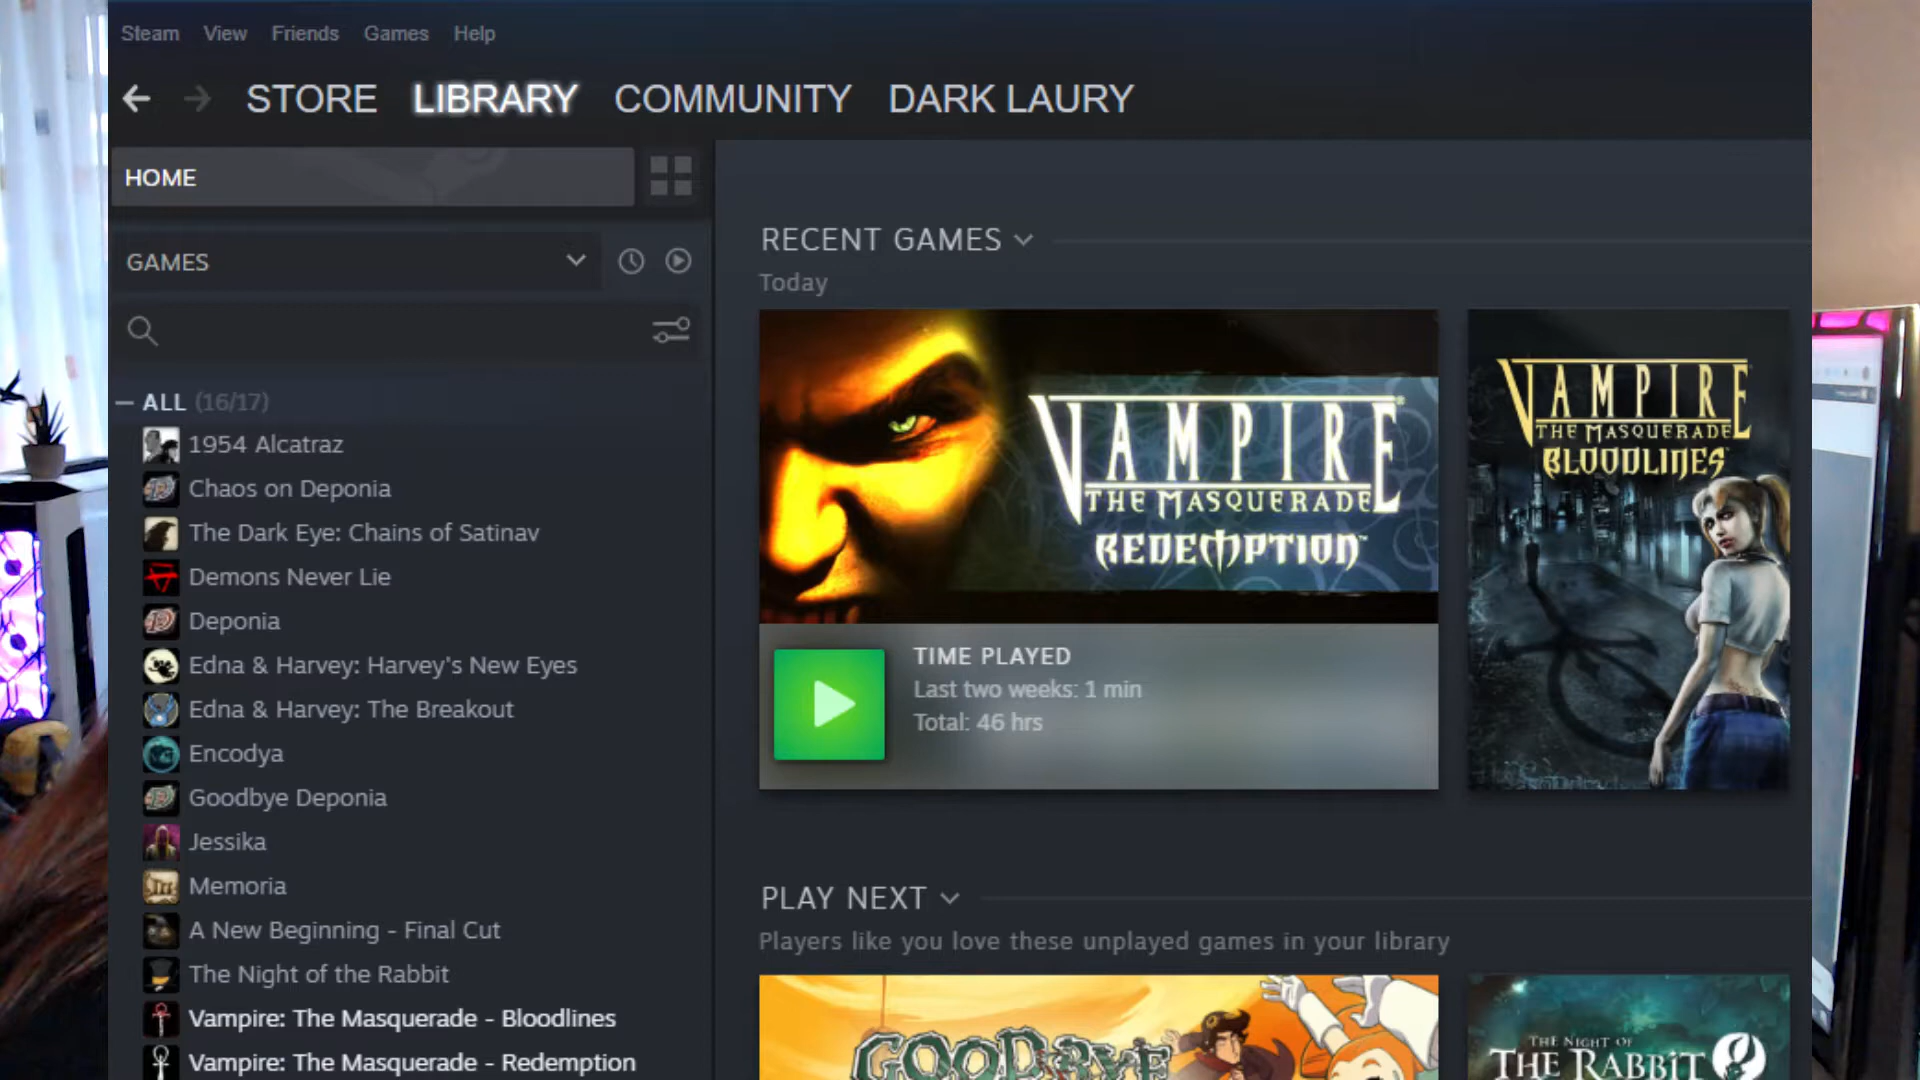 Steam View Friends Games Help
STORE LIBRARY COMMUNITY DARK LAURY
HOME
GAMES
ALL (16/17)
1954 Alcatraz
Chaos on Deponia
The Dark Eye: Chains of Satinav
Demons Never Lie
Deponia
Edna & Harvey: Harvey's New Eyes
Edna & Harvey: The Breakout
Encodya
Goodbye Deponia
Jessika
Memoria
A New Beginning - Final Cut
The Night of the Rabbit
Vampire: The Masquerade - Bloodlines
Vampire: The Masquerade - Redemption
RECENT GAMES
Today
VAMPIRE
THE MASQUERADE
REDEMPTION™
TIME PLAYED
Last two weeks: 1 min
Total: 46 hrs
VAMPIRE
THE MASQUERADE
BLOODLINES
PLAY NEXT
Players like you love these unplayed games in your library
GOODBYE
THE NIGHT OF
THE RABBIT